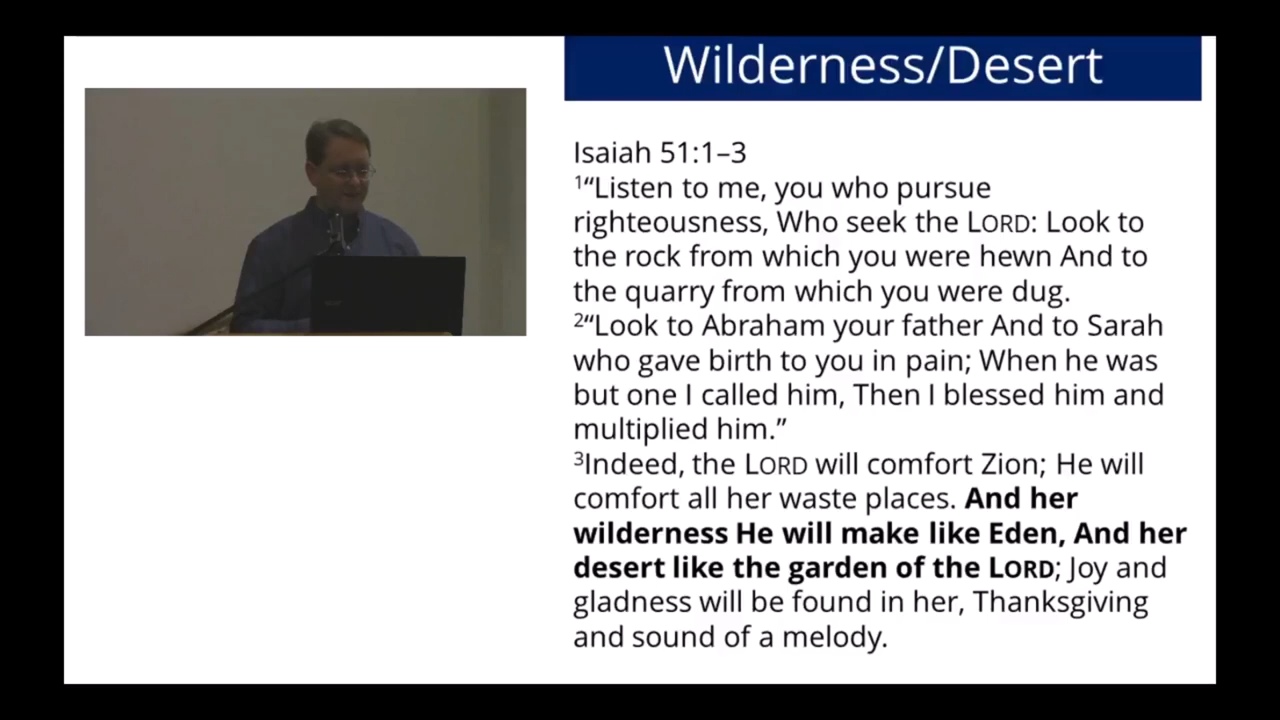 Wilderness/Desert
Isaiah 51:1–3
¹“Listen to me, you who pursue
righteousness, Who seek the LORD: Look to
the rock from which you were hewn And to
the quarry from which you were dug.
²“Look to Abraham your father And to Sarah
who gave birth to you in pain; When he was
but one I called him, Then I blessed him and
multiplied him.”
³Indeed, the LORD will comfort Zion; He will
comfort all her waste places. And her
wilderness He will make like Eden, And her
desert like the garden of the LORD; Joy and
gladness will be found in her, Thanksgiving
and sound of a melody.